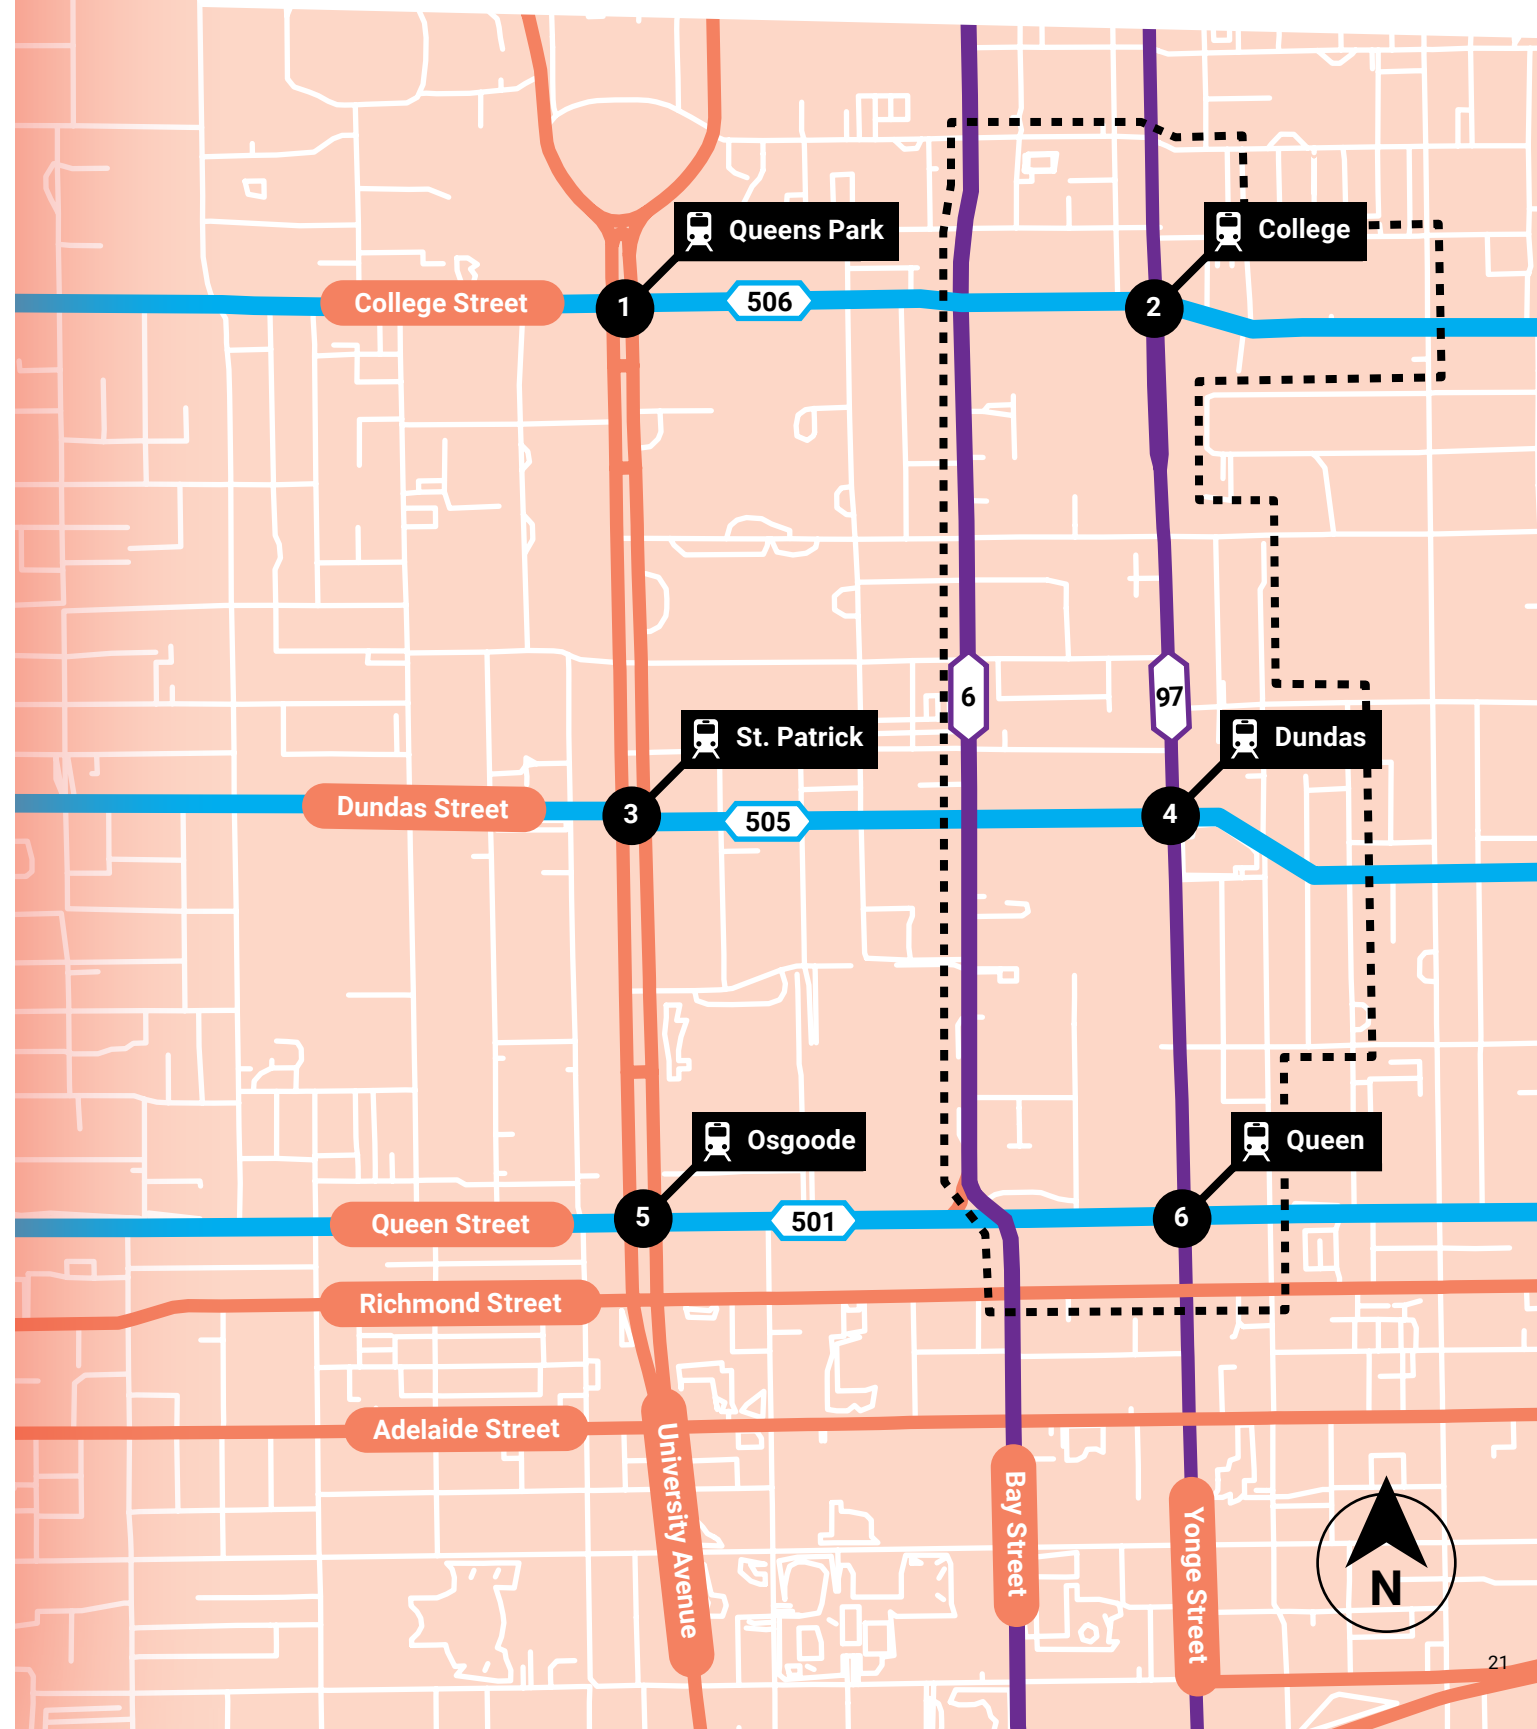 Queens Park
College
College Street
1
506
2
6
97
St. Patrick
Dundas
Dundas Street
3
505
4
Osgoode
Queen
Queen Street
5
501
6
Richmond Street
Adelaide Street
University Avenue
Bay Street
Yonge Street
N
21